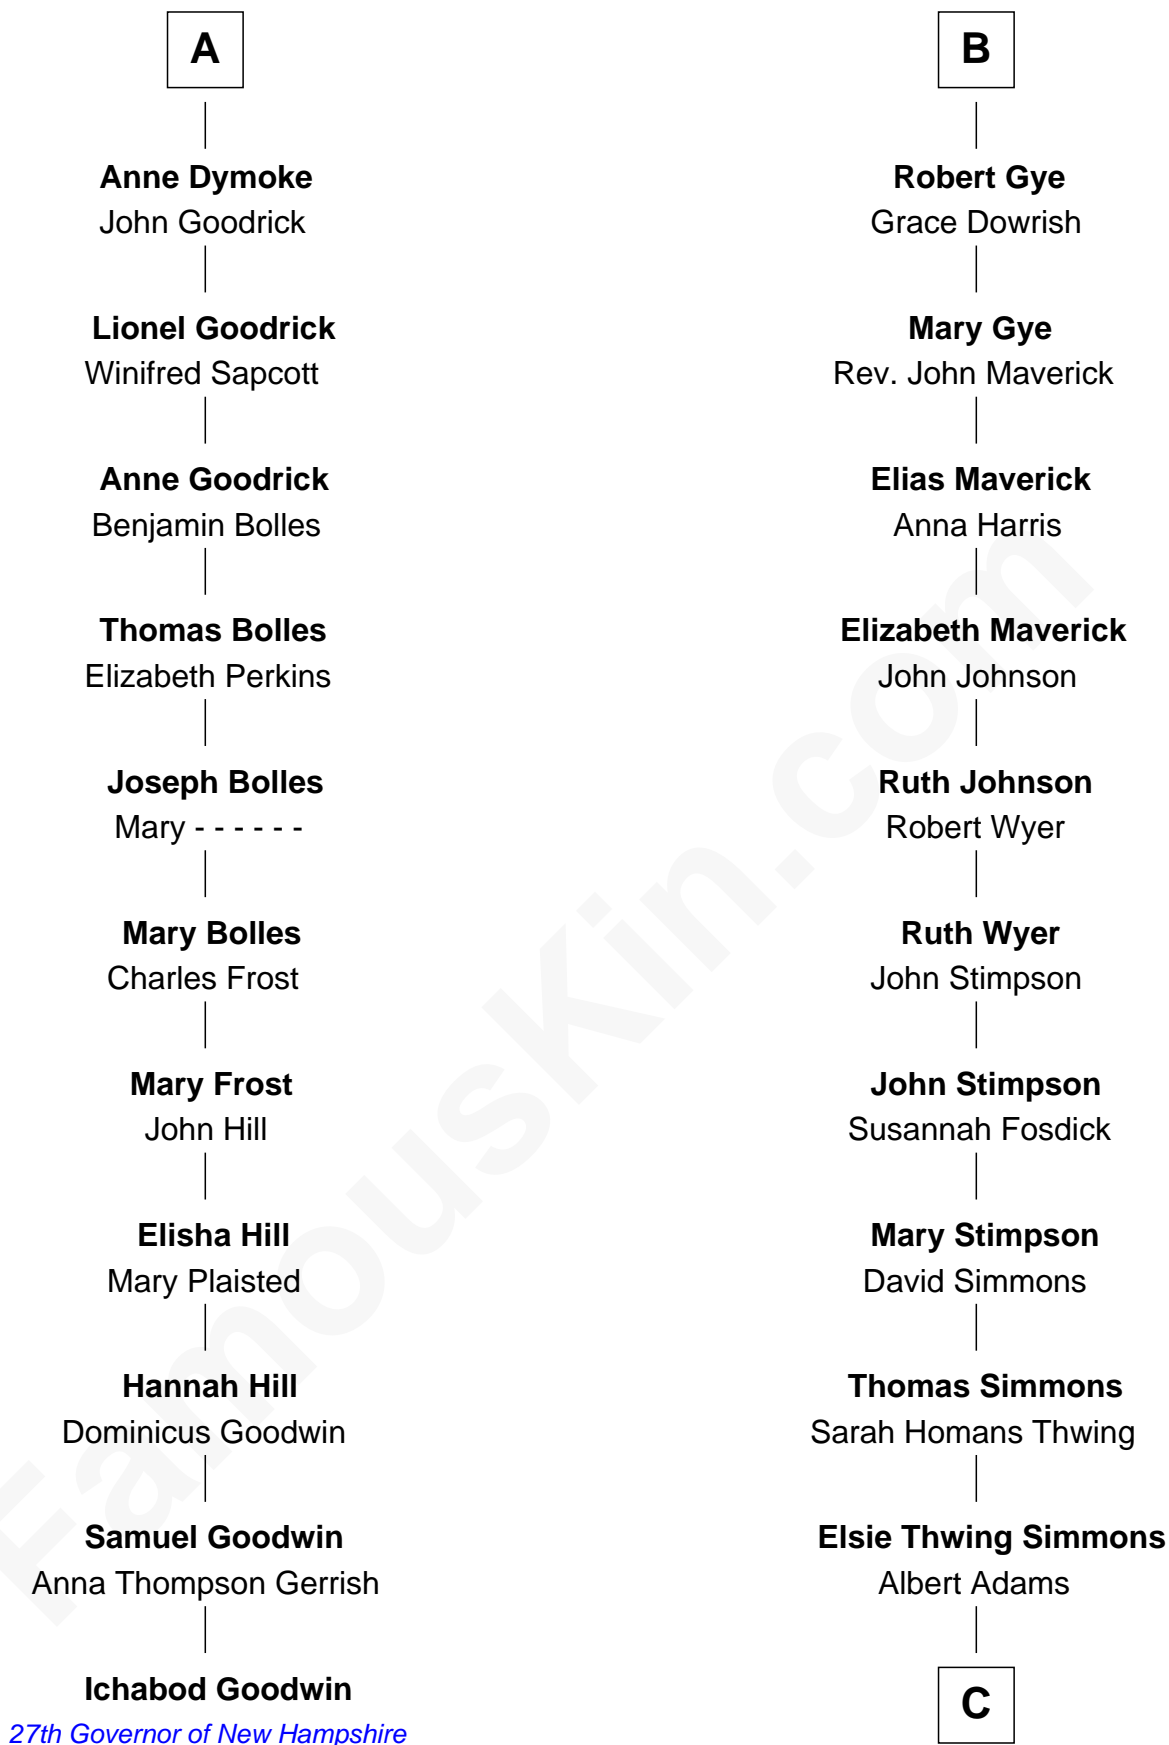 A
Anne Dymoke
John Goodrick
Lionel Goodrick
Winifred Sapcott
Anne Goodrick
Benjamin Bolles
Thomas Bolles
Elizabeth Perkins
Joseph Bolles
Mary - - - - - -
Mary Bolles
Charles Frost
Mary Frost
John Hill
Elisha Hill
Mary Plaisted
Hannah Hill
Dominicus Goodwin
Samuel Goodwin
Anna Thompson Gerrish
Ichabod Goodwin
27th Governor of New Hampshire
B
Robert Gye
Grace Dowrish
Mary Gye
Rev. John Maverick
Elias Maverick
Anna Harris
Elizabeth Maverick
John Johnson
Ruth Johnson
Robert Wyer
Ruth Wyer
John Stimpson
John Stimpson
Susannah Fosdick
Mary Stimpson
David Simmons
Thomas Simmons
Sarah Homans Thwing
Elsie Thwing Simmons
Albert Adams
C
FamousKin.com